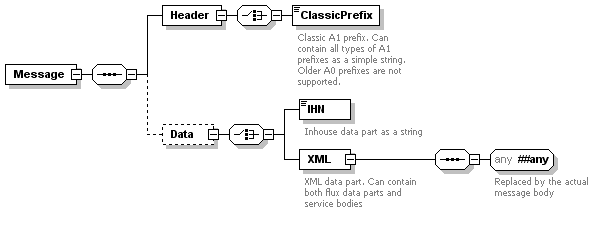 Header
ClassicPrefix
Classic A1 prefix. Can
contain all types of A1
prefixes as a simple string.
Older A0 prefixes are not
supported.
Message
Data
IHN
Inhouse data part as a string
XML
any ##any
XML data part. Can contain
both flux data parts and
service bodies
Replaced by the actual
message body